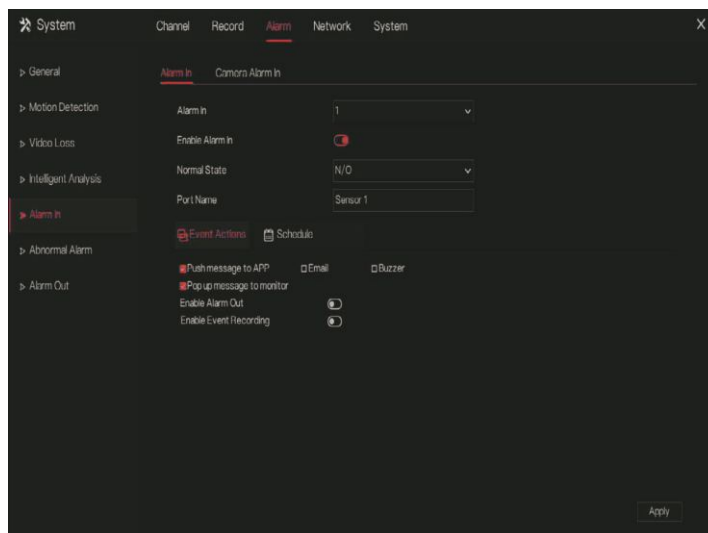 System Channel Record Alarm Network System X
General
Motion Detection
Video Loss
Intelligent Analysis
Alarm In
Abnormal Alarm
Alarm Out
Alarm In Camera Alarm In
Alarm In 1
Enable Alarm In
Normal State N/O
Port Name Sensor 1
Event Actions Schedule
Push message to APP Email Buzzer
Pop up message to monitor
Enable Alarm Out
Enable Event Recording
Apply